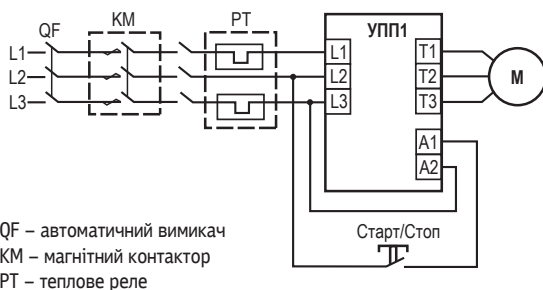 QF KM PT УПП1
L1 L1 T1
L2 L2 T2 M
L3 L3 T3
A1
A2
Старт/Стоп
QF – автоматичний вимикач
KM – магнітний контактор
PT – теплове реле